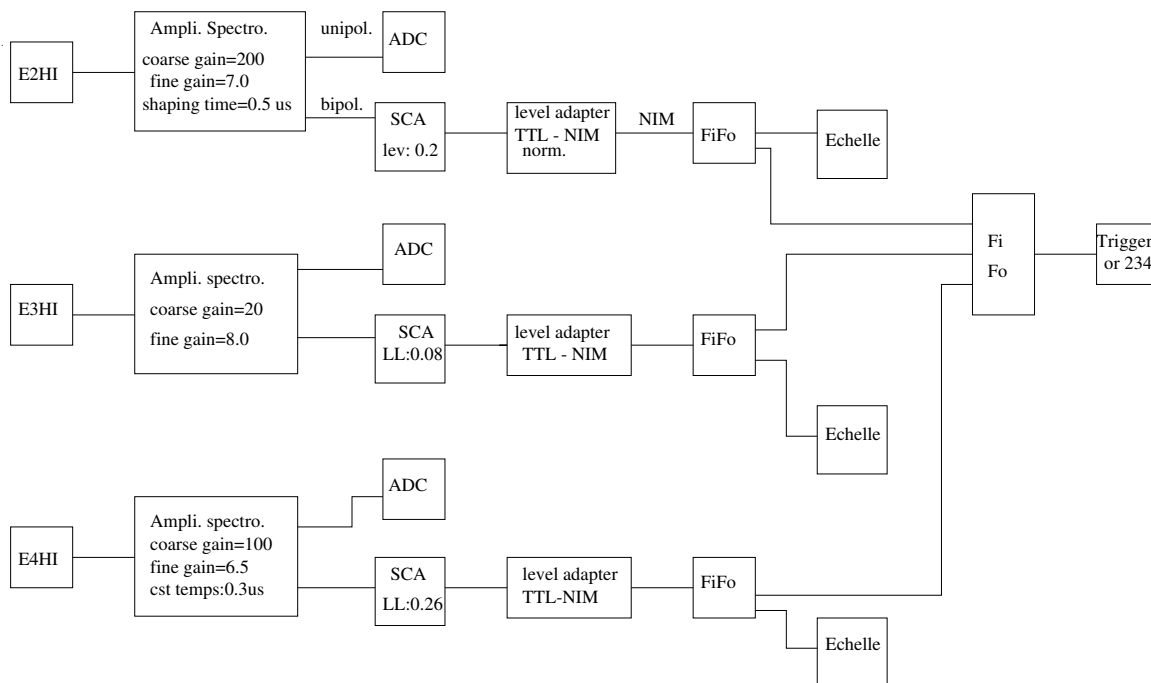 E2HI
Ampli. Spectro.
coarse gain=200
fine gain=7.0
shaping time=0.5 us
unipol.
bipol.
ADC
SCA
lev: 0.2
level adapter
TTL - NIM
norm.
NIM
FiFo
Echelle
E3HI
Ampli. spectro.
coarse gain=20
fine gain=8.0
ADC
SCA
LL:0.08
level adapter
TTL - NIM
FiFo
Echelle
Fi
Fo
Trigger
or 234
E4HI
Ampli. spectro.
coarse gain=100
fine gain=6.5
cst temps:0.3us
ADC
SCA
LL:0.26
level adapter
TTL-NIM
FiFo
Echelle